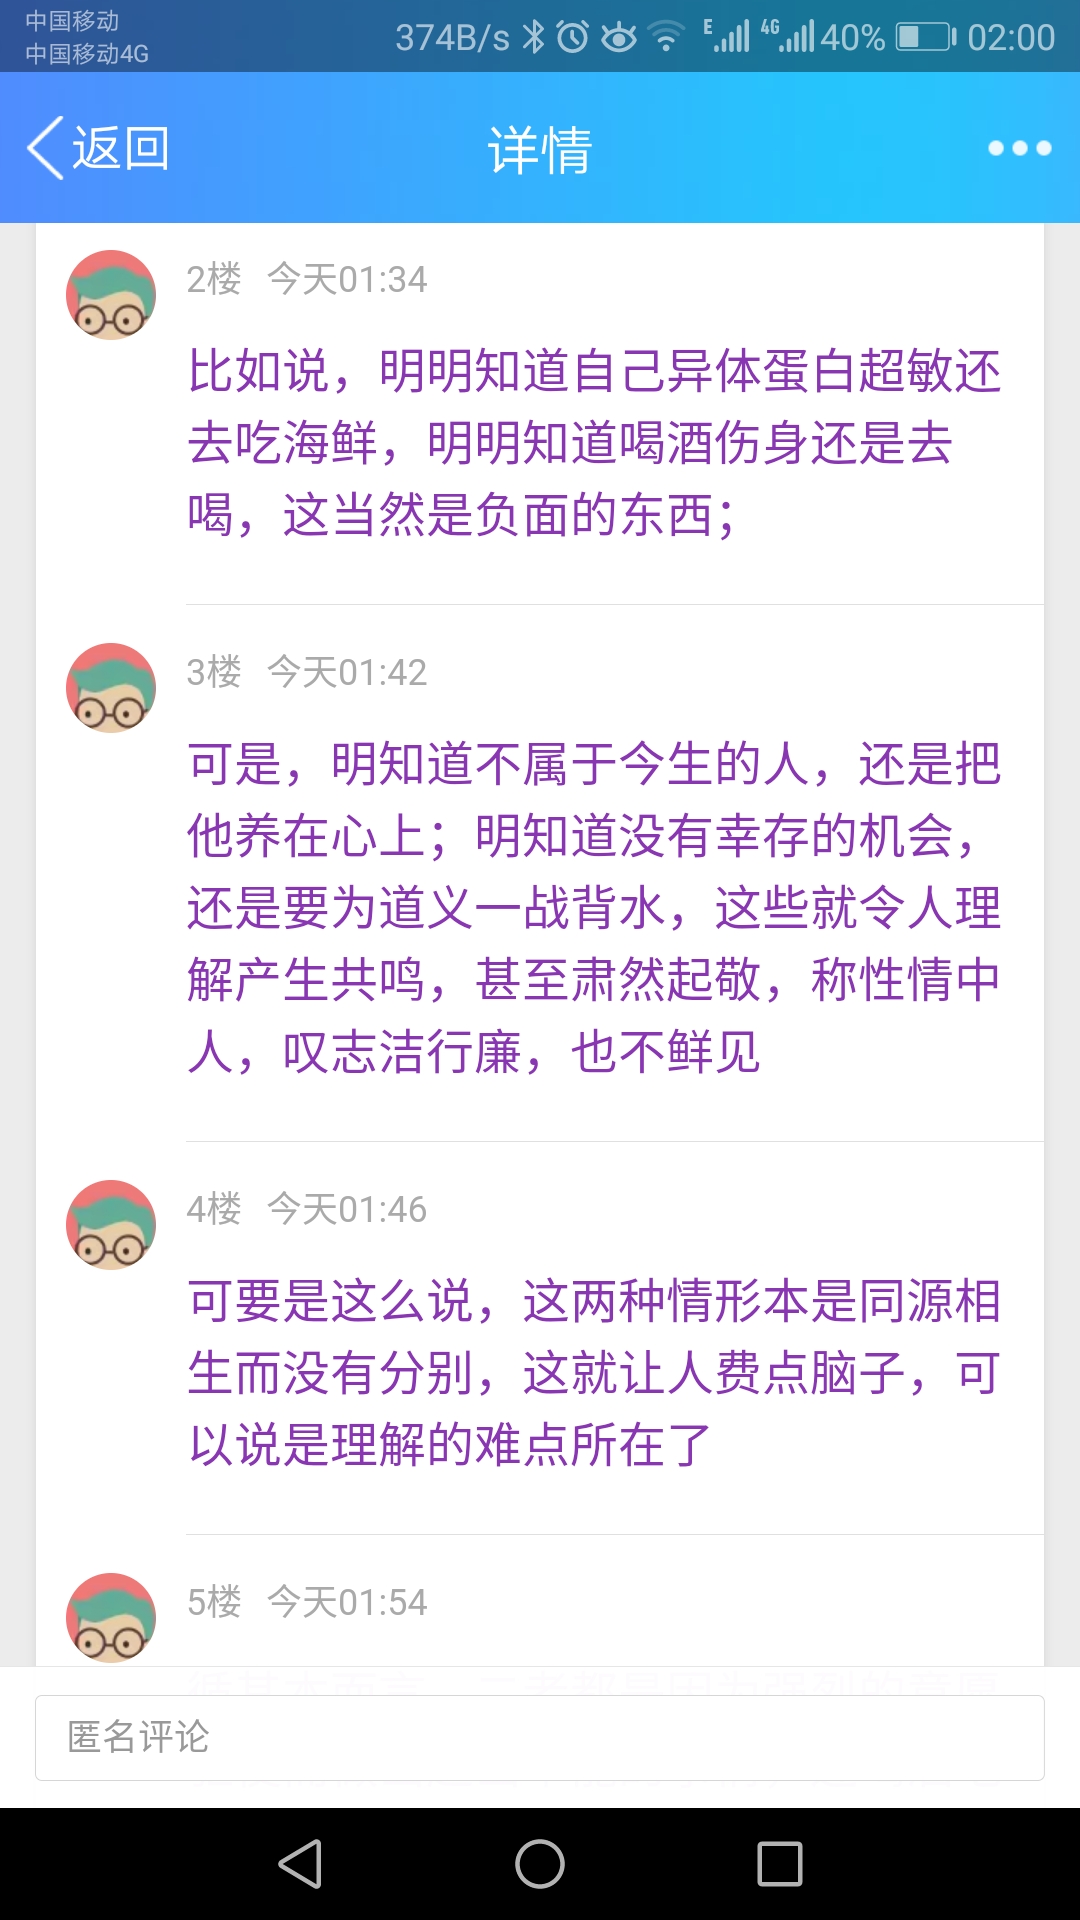 中国移动
中国移动4G
374B/s
E
4G
40%
02:00
返回
详情
2楼 今天01:34
比如说，明明知道自己异体蛋白超敏还
去吃海鲜，明明知道喝酒伤身还是去
喝，这当然是负面的东西；
3楼 今天01:42
可是，明知道不属于今生的人，还是把
他养在心上；明知道没有幸存的机会，
还是要为道义一战背水，这些就令人理
解产生共鸣，甚至肃然起敬，称性情中
人，叹志洁行廉，也不鲜见
4楼 今天01:46
可要是这么说，这两种情形本是同源相
生而没有分别，这就让人费点脑子，可
以说是理解的难点所在了
5楼 今天01:54
匿名评论